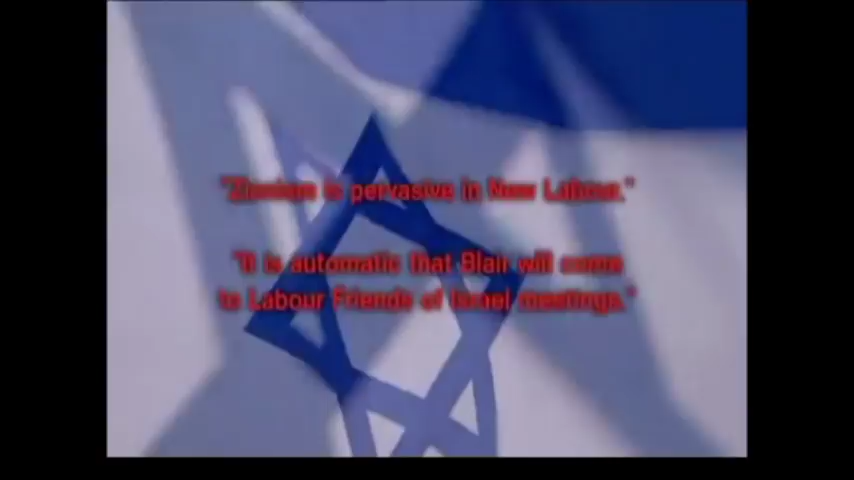 "Zionism is pervasive in New Labour."
"It is automatic that Blair will come
to Labour Friends of Israel meetings."